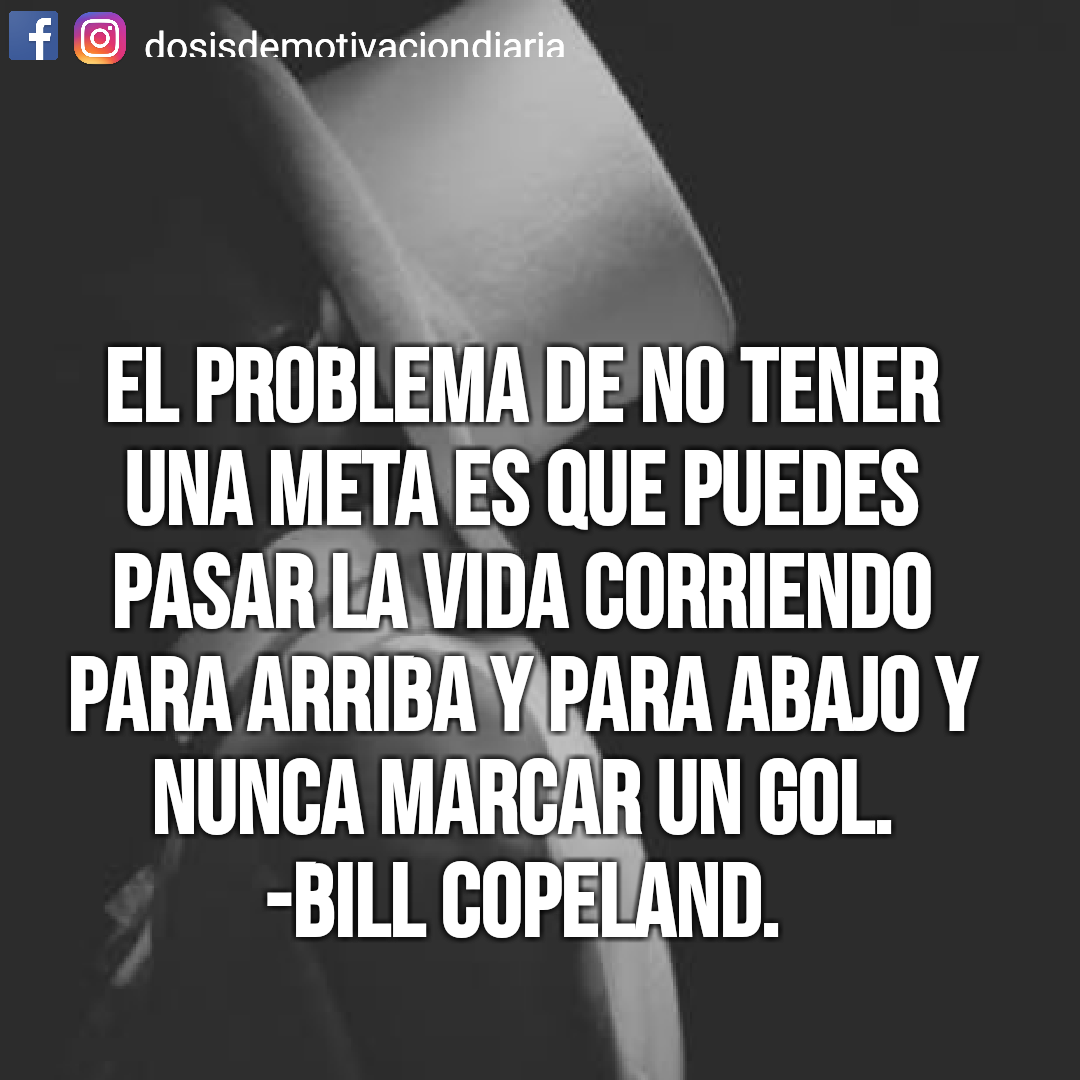 dosisdemotivaciondiaria
EL PROBLEMA DE NO TENER
UNA META ES QUE PUEDES
PASAR LA VIDA CORRIENDO
PARA ARRIBA Y PARA ABAJO Y
NUNCA MARCAR UN GOL.
-BILL COPELAND.